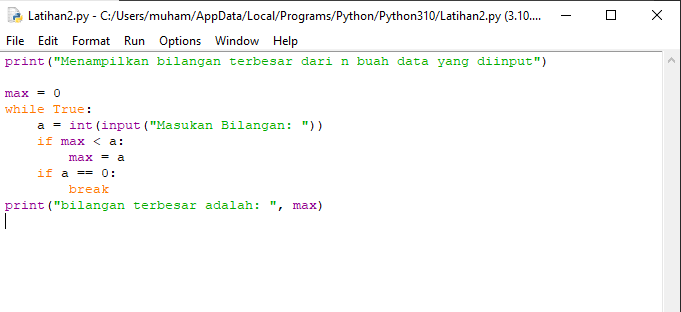 Latihan2.py - C:/Users/muham/AppData/Local/Programs/Python/Python310/Latihan2.py (3.10....
File Edit Format Run Options Window Help
print("Menampilkan bilangan terbesar dari n buah data yang diinput")
max = 0
while True:
    a = int(input("Masukan Bilangan: "))
    if max < a:
        max = a
    if a == 0:
        break
print("bilangan terbesar adalah: ", max)